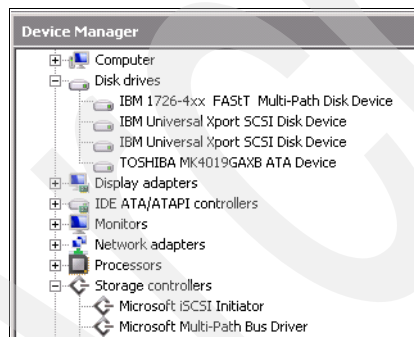 Device Manager
Computer
Disk drives
IBM 1726-4xx FAStT Multi-Path Disk Device
IBM Universal Xport SCSI Disk Device
IBM Universal Xport SCSI Disk Device
TOSHIBA MK4019GAXB ATA Device
Display adapters
IDE ATA/ATAPI controllers
Monitors
Network adapters
Processors
Storage controllers
Microsoft iSCSI Initiator
Microsoft Multi-Path Bus Driver